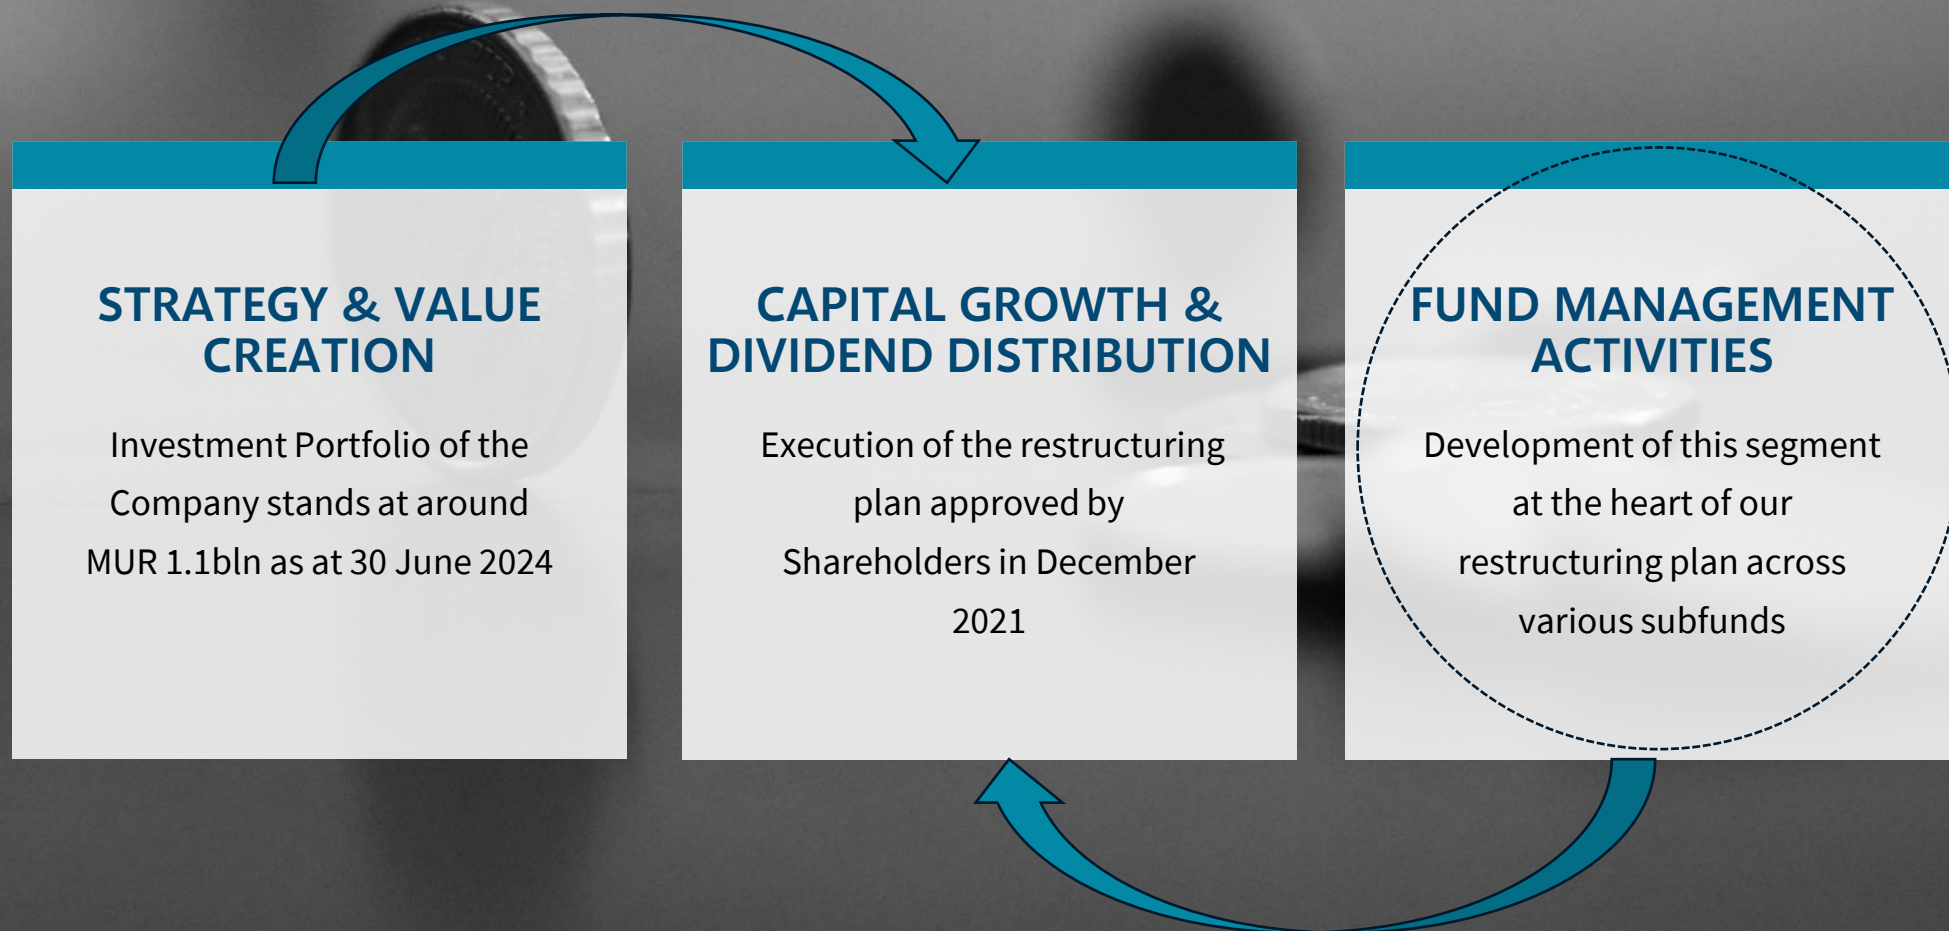 STRATEGY & VALUE
CREATION
Investment Portfolio of the
Company stands at around
MUR 1.1bln as at 30 June 2024
CAPITAL GROWTH &
DIVIDEND DISTRIBUTION
Execution of the restructuring
plan approved by
Shareholders in December
2021
FUND MANAGEMENT
ACTIVITIES
Development of this segment
at the heart of our
restructuring plan across
various subfunds